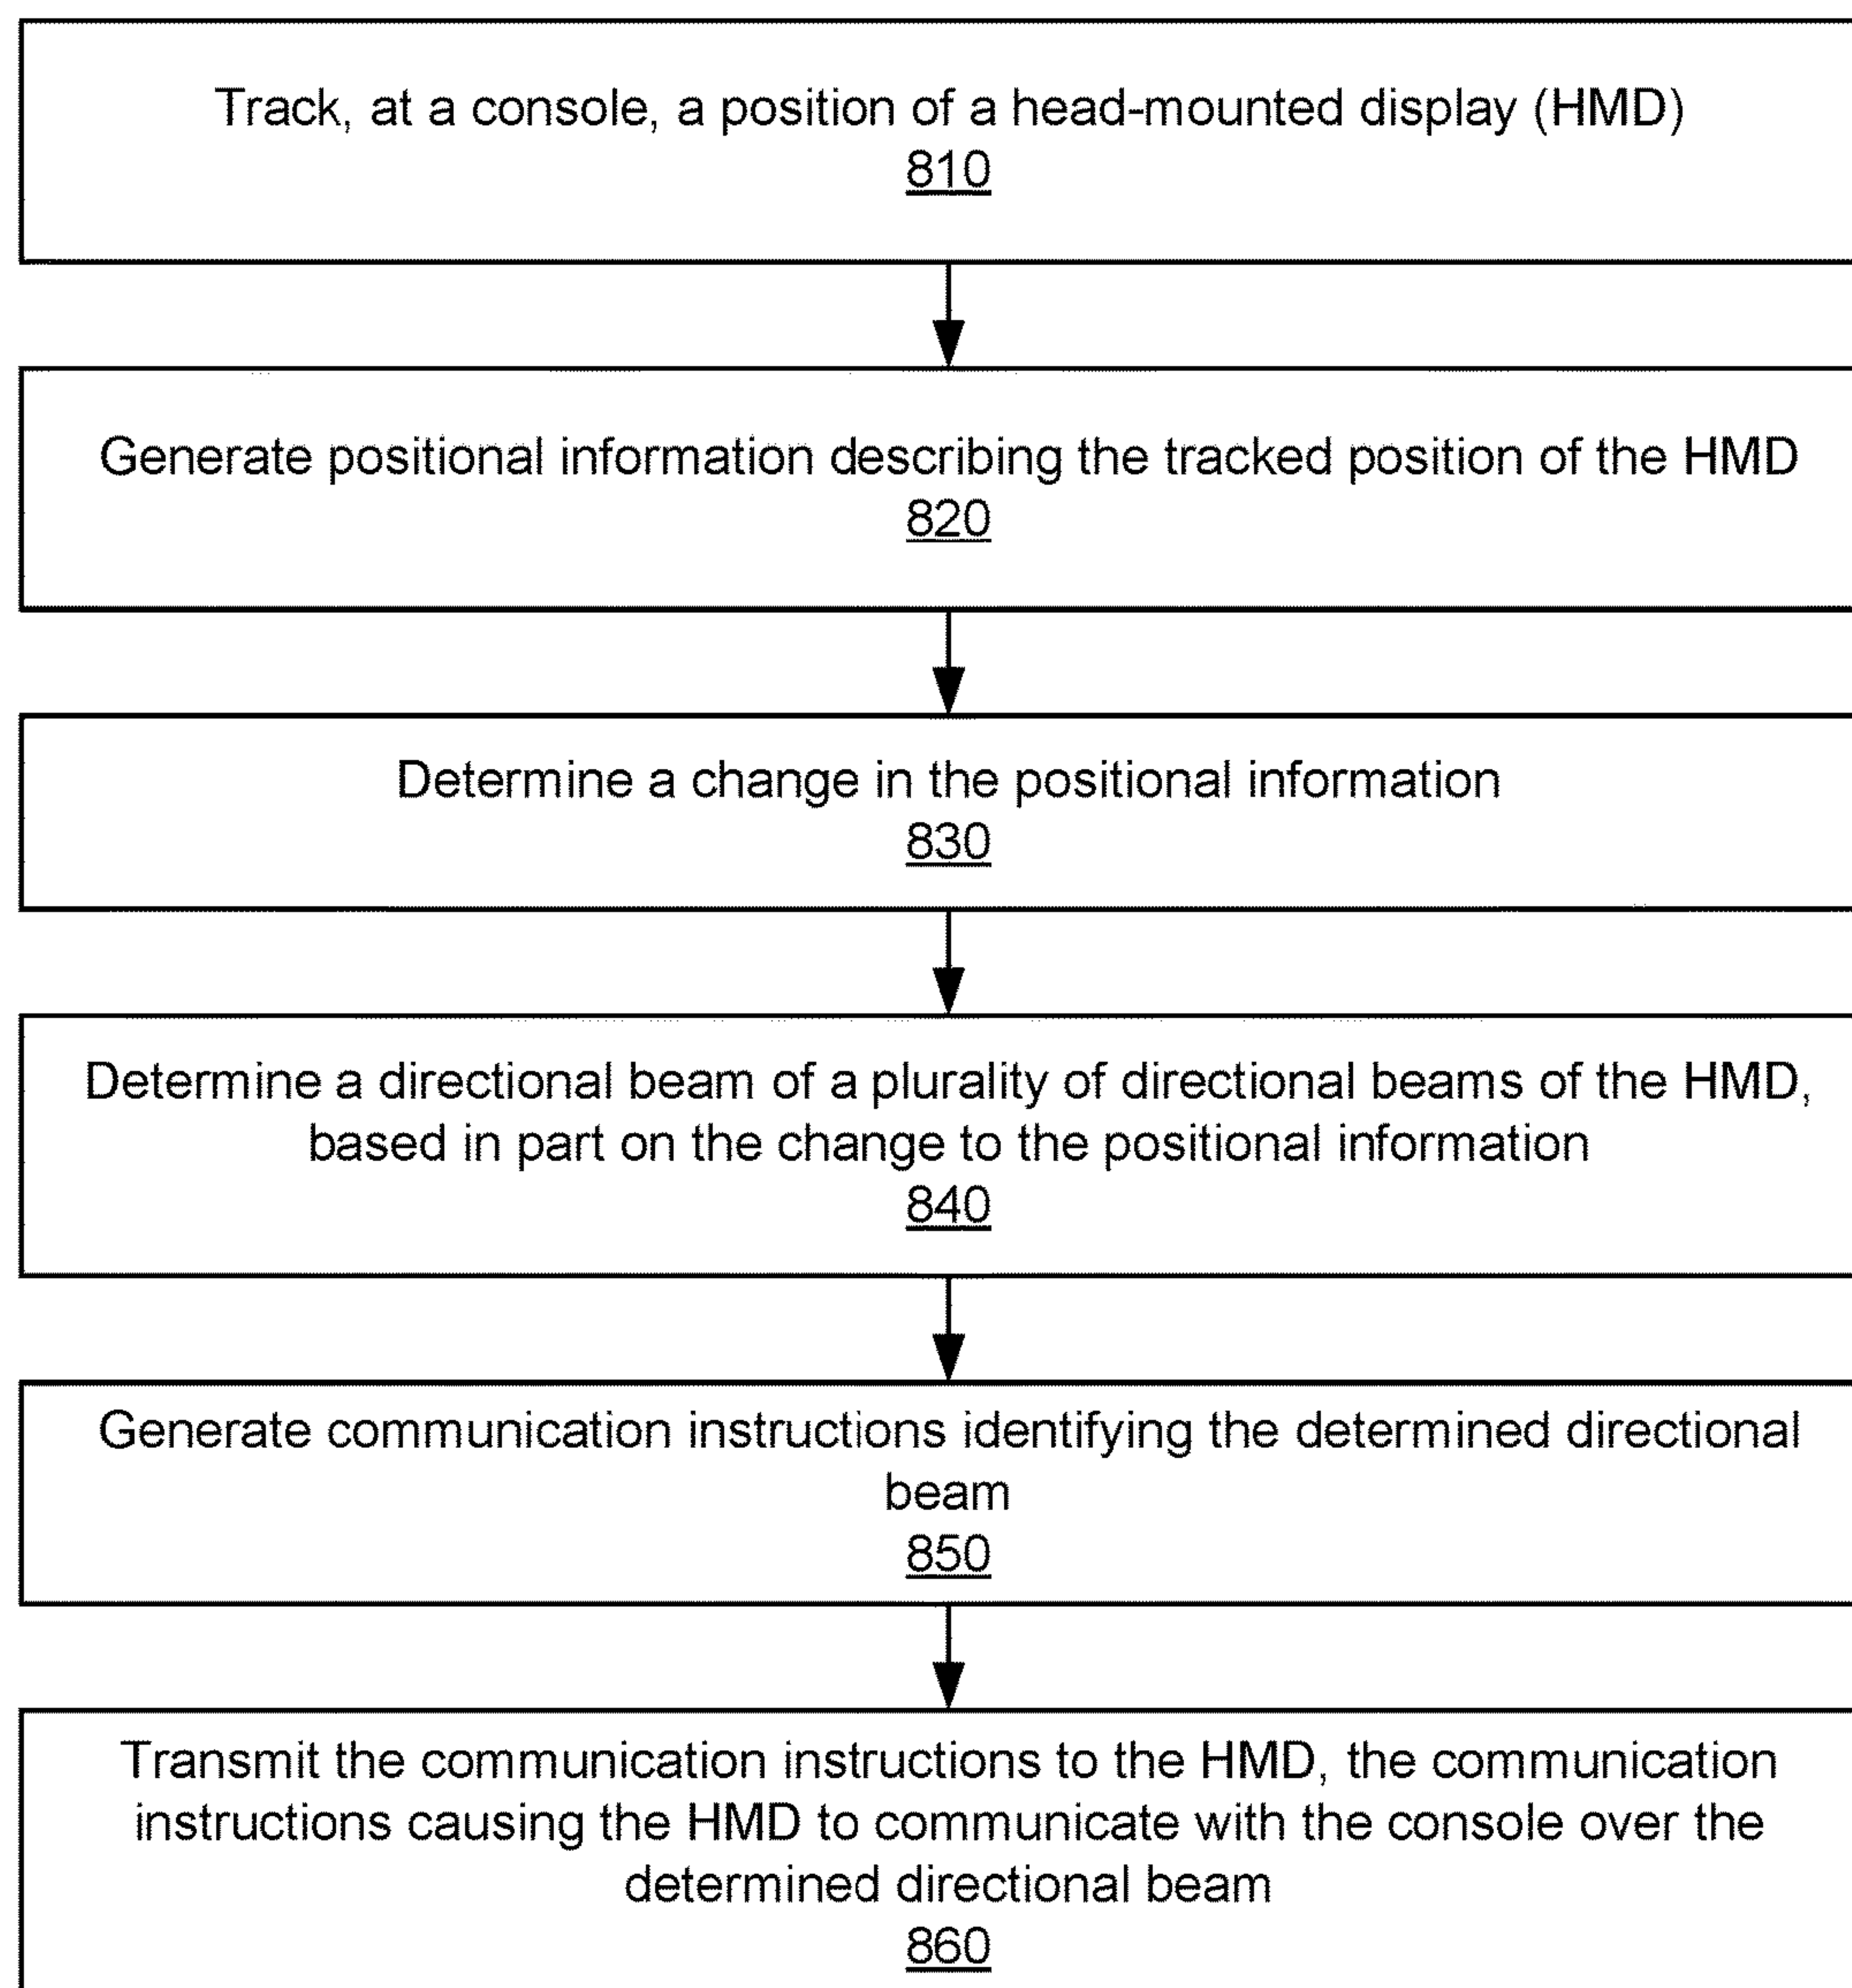 Track, at a console, a position of a head-mounted display (HMD)
810
Generate positional information describing the tracked position of the HMD
820
Determine a change in the positional information
830
Determine a directional beam of a plurality of directional beams of the HMD,
based in part on the change to the positional information
840
Generate communication instructions identifying the determined directional
beam
850
Transmit the communication instructions to the HMD, the communication
instructions causing the HMD to communicate with the console over the
determined directional beam
860